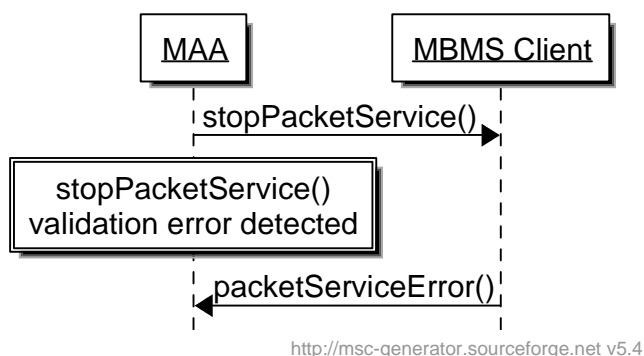 MAA
MBMS Client
stopPacketService()
stopPacketService()
validation error detected
packetServiceError()
http://msc-generator.sourceforge.net v5.4